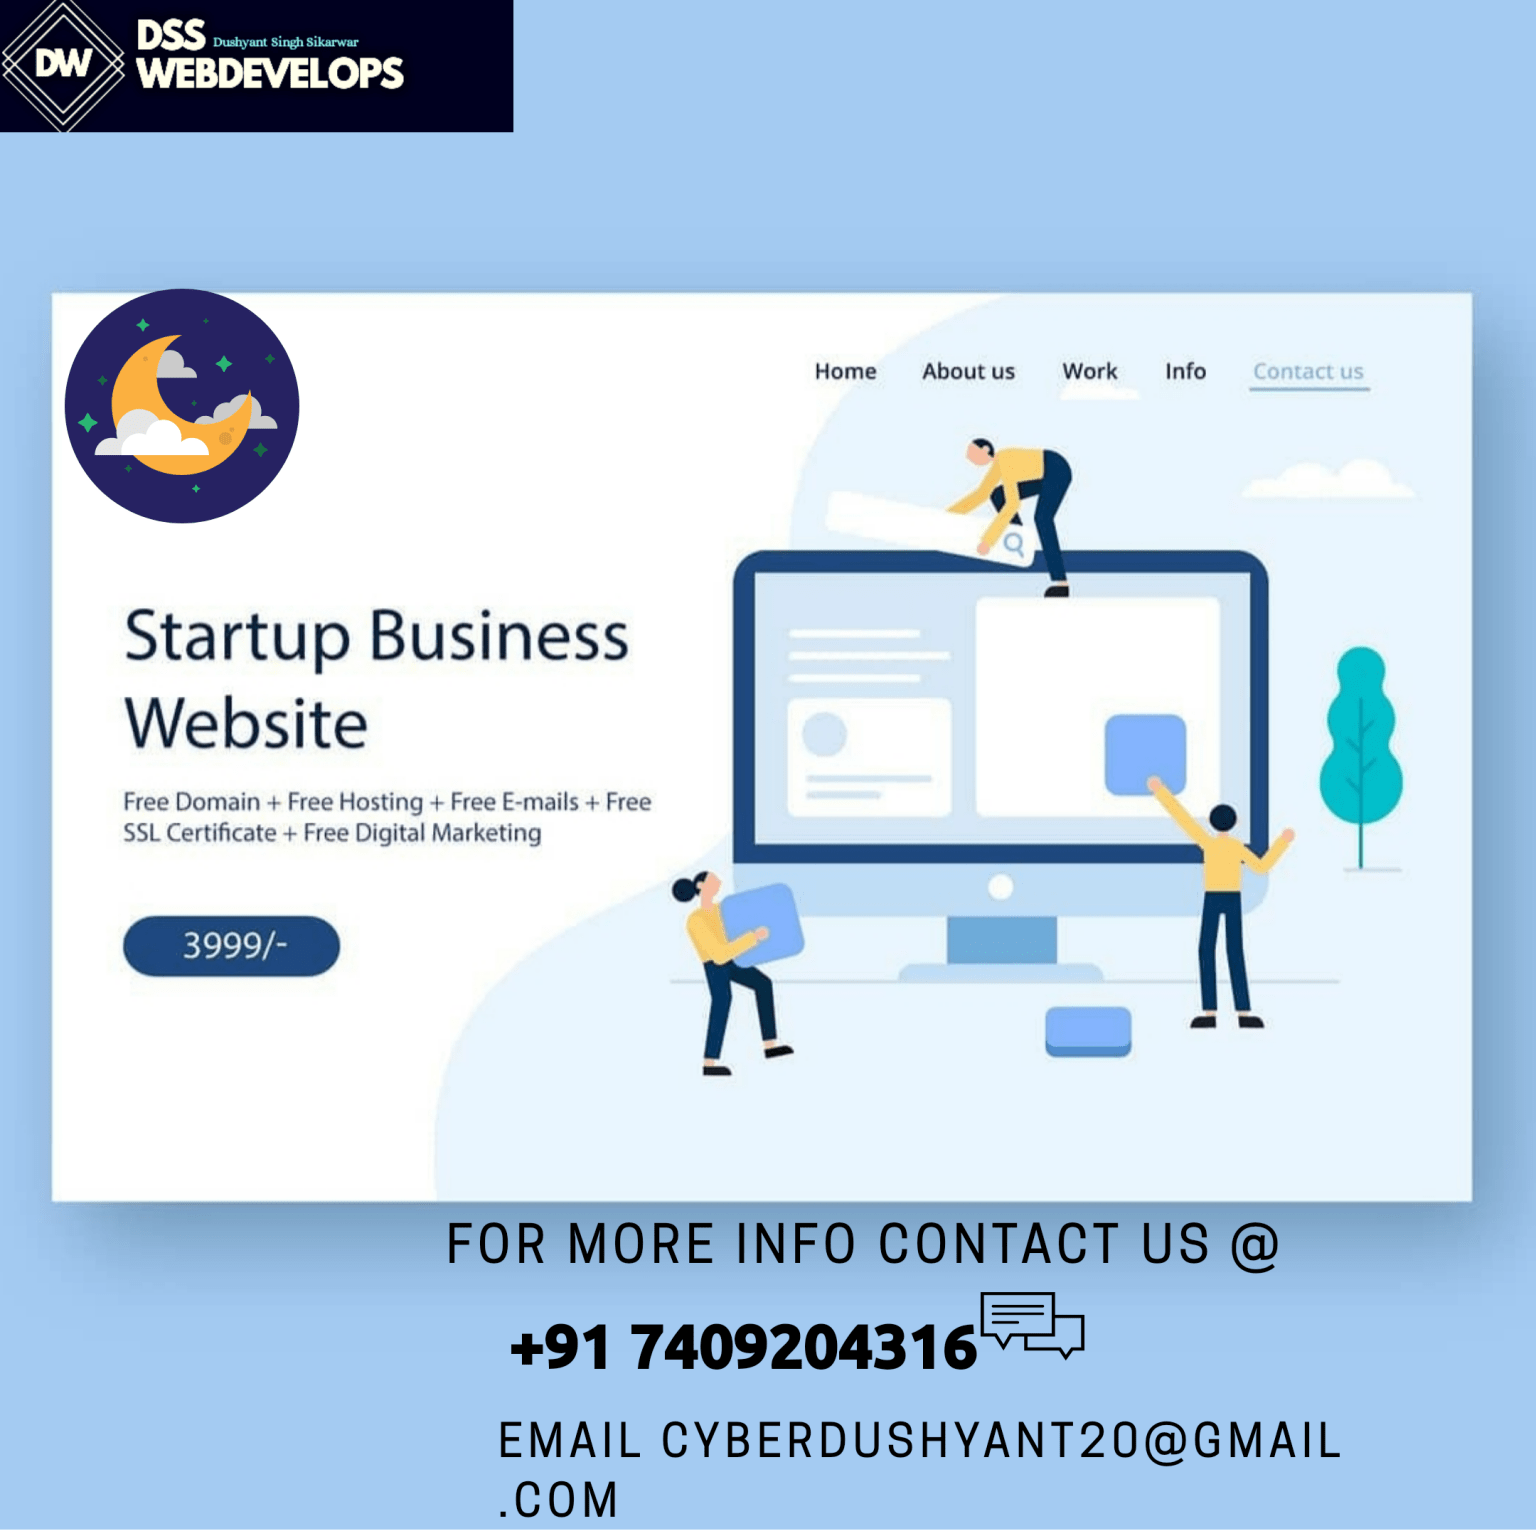 DW
DSS Dushyant Singh Sikarwar
WEBDEVELOPS
Home About us Work Info Contact us
Startup Business
Website
Free Domain + Free Hosting + Free E-mails + Free
SSL Certificate + Free Digital Marketing
3999/-
FOR MORE INFO CONTACT US @
+91 7409204316
EMAIL CYBERDUSHYANT20@GMAIL
.COM